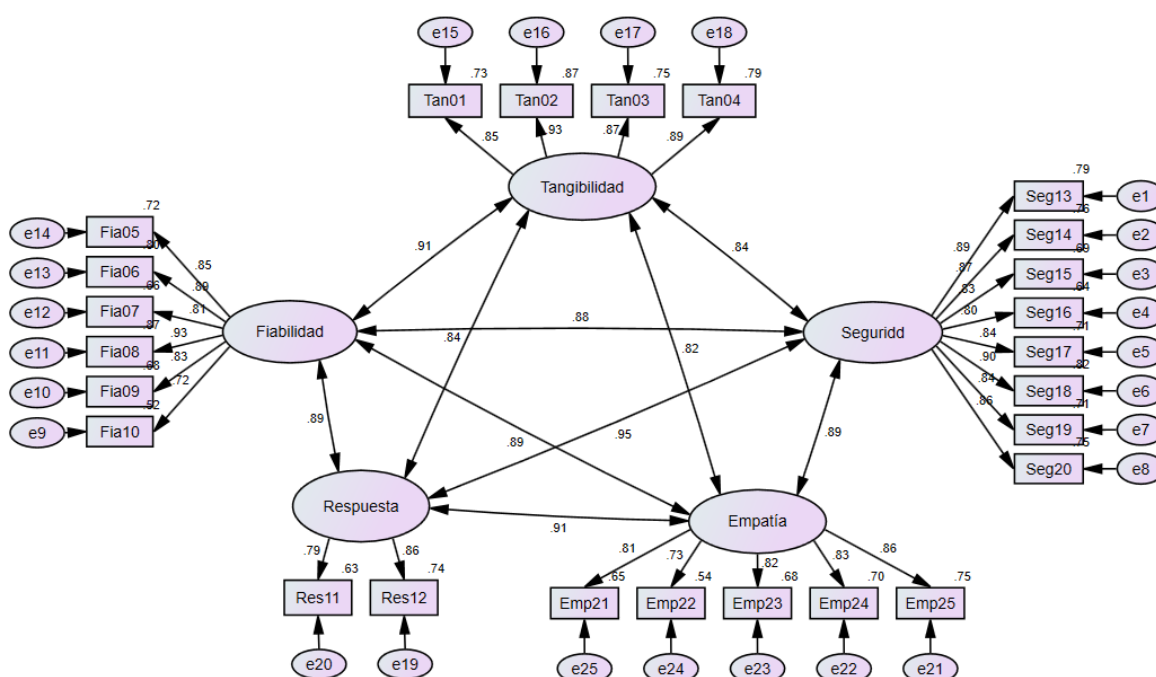 e15 e16 e17 e18
.73 .87 .75 .79
Tan01 Tan02 Tan03 Tan04
.85 .93 .87 .89
Tangibilidad
.91 .84 .84 .82
.72
e14 Fia05
.80
e13 Fia06
.66
e12 Fia07
.87
e11 Fia08
.68
e10 Fia09
.52
e9 Fia10
.85
.89
.81
.93
.83
.72
Fiabilidad
.88
Seguridd
.89
.87
.83
.80
.84
.90
.84
.86
.79
Seg13 e1
.76
Seg14 e2
.69
Seg15 e3
.64
Seg16 e4
.71
Seg17 e5
.82
Seg18 e6
.71
Seg19 e7
.75
Seg20 e8
.89 .89 .95 .89
Respuesta
.91
Empatía
.79 .86
.63 .74
Res11 Res12
e20 e19
.81 .73 .82 .83 .86
.65 .54 .68 .70 .75
Emp21 Emp22 Emp23 Emp24 Emp25
e25 e24 e23 e22 e21